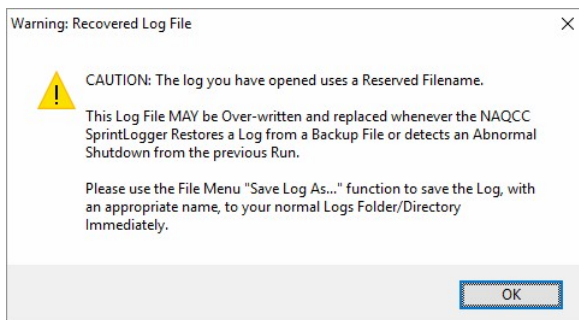 Warning: Recovered Log File
CAUTION: The log you have opened uses a Reserved Filename.
This Log File MAY be Over-written and replaced whenever the NAQCC
SprintLogger Restores a Log from a Backup File or detects an Abnormal
Shutdown from the previous Run.
Please use the File Menu "Save Log As..." function to save the Log, with
an appropriate name, to your normal Logs Folder/Directory
Immediately.
OK